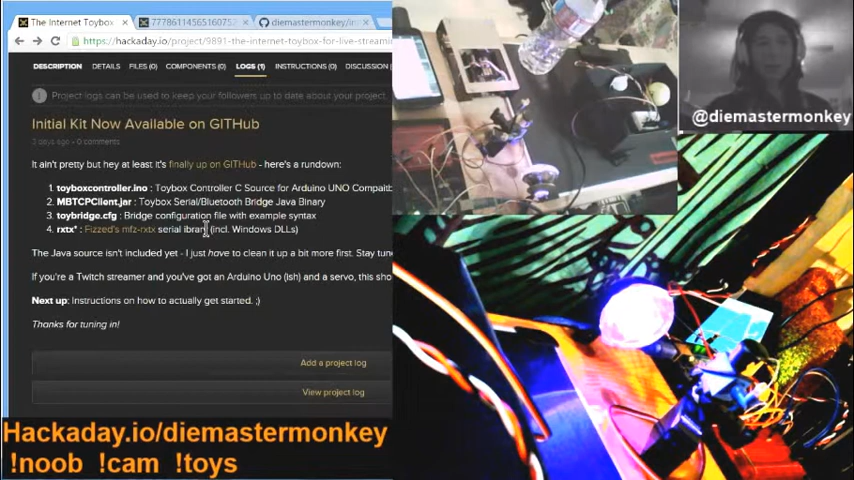 The Internet Toybox
7778611456516075
diemastermonkey/in
https://hackaday.io/project/9891-the-internet-toybox-for-live-streami
DESCRIPTION DETAILS FILES (0) COMPONENTS (0) LOGS (1) INSTRUCTIONS (0) DISCUSSION
Project logs can be used to keep your followers up to date about your project.
Initial Kit Now Available on GITHub
0 comments
It ain't pretty but hey at least it's finally up on GITHub - here's a rundown:
1. toyboxcontroller.ino : Toybox Controller C Source for Arduino UNO Compaitb
2. MBTCPClient.jar : Toybox Serial/Bluetooth Bridge Java Binary
3. toybridge.cfg : Bridge configuration file with example syntax
4. rxtx* : Fizzed's mfz-rxtx serial ibrary (incl. Windows DLLs)
The Java source isn't included yet - I just have to clean it up a bit more first. Stay tune
If you're a Twitch streamer and you've got an Arduino Uno (ish) and a servo, this sho
Next up: Instructions on how to actually get started. ;)
Thanks for tuning in!
Add a project log
View project log
Hackaday.io/diemastermonkey
!noob !cam !toys
@diemastermonkey